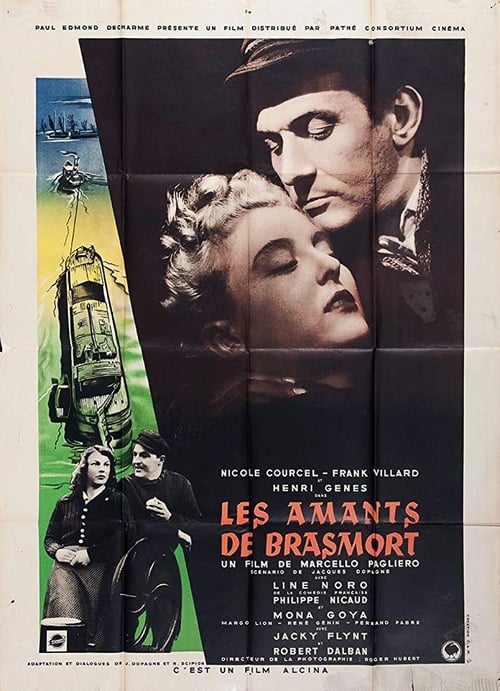 PAUL EDMOND DECHARME PRÉSENTE UN FILM DISTRIBUÉ PAR PATHÉ CONSORTIUM CINÉMA
NICOLE COURCEL - FRANK VILLARD
ET
HENRI GENES
DANS
LES AMANTS
DE BRASMORT
UN FILM DE MARCELLO PAGLIERO
SCÉNARIO DE JACQUES DOPAGNE
AVEC
LINE NORO
DE LA COMÉDIE FRANÇAISE
PHILIPPE NICAUD
ET
MONA GOYA
MARGO LION - RENÉ GÉNIN - FERNAND FABRE
AVEC
JACKY FLYNT
ET
ROBERT DALBAN
DIRECTEUR DE LA PHOTOGRAPHIE : ROGER HUBERT
ADAPTATION ET DIALOGUES DE J. DOPAGNE ET R. SCIPION
C'EST UN FILM ALCINA